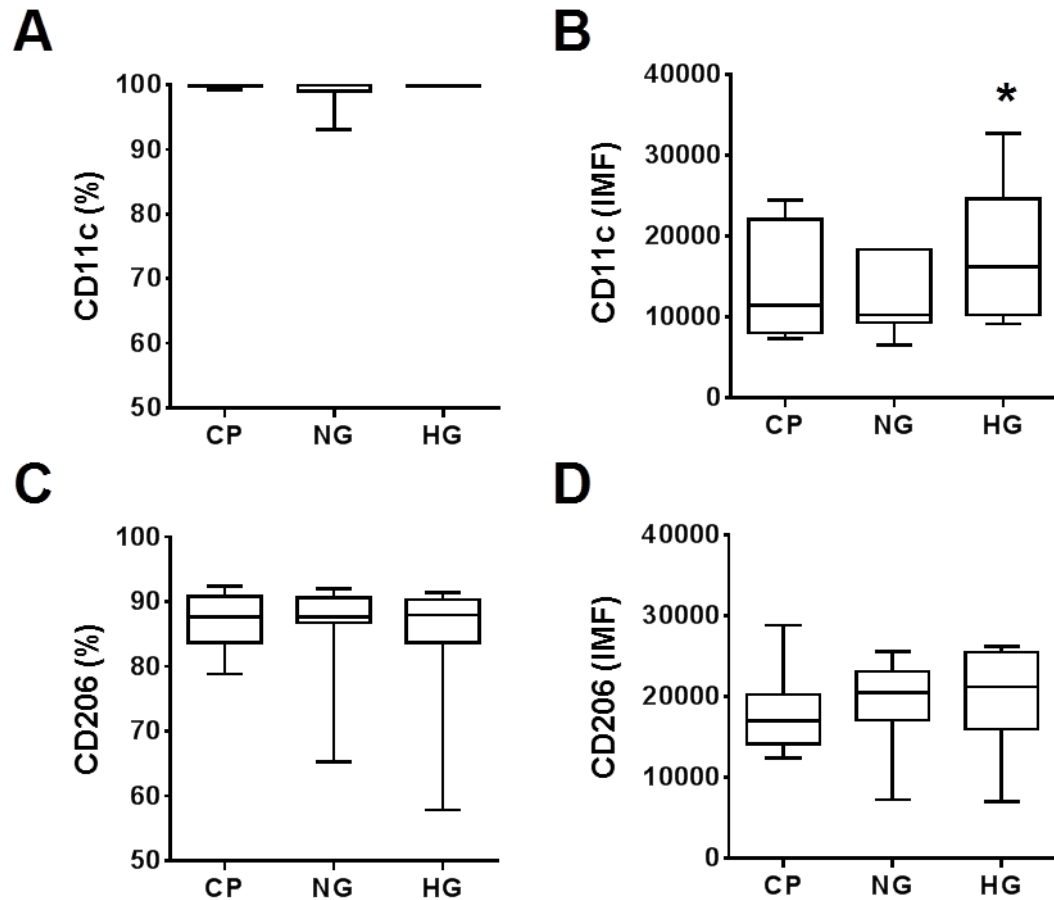 A
CD11c (%)
100
90
80
70
60
50
CP NG HG
B
CD11c (IMF)
40000
30000
20000
10000
0
*
CP NG HG
C
CD206 (%)
100
90
80
70
60
50
CP NG HG
D
CD206 (IMF)
40000
30000
20000
10000
0
CP NG HG